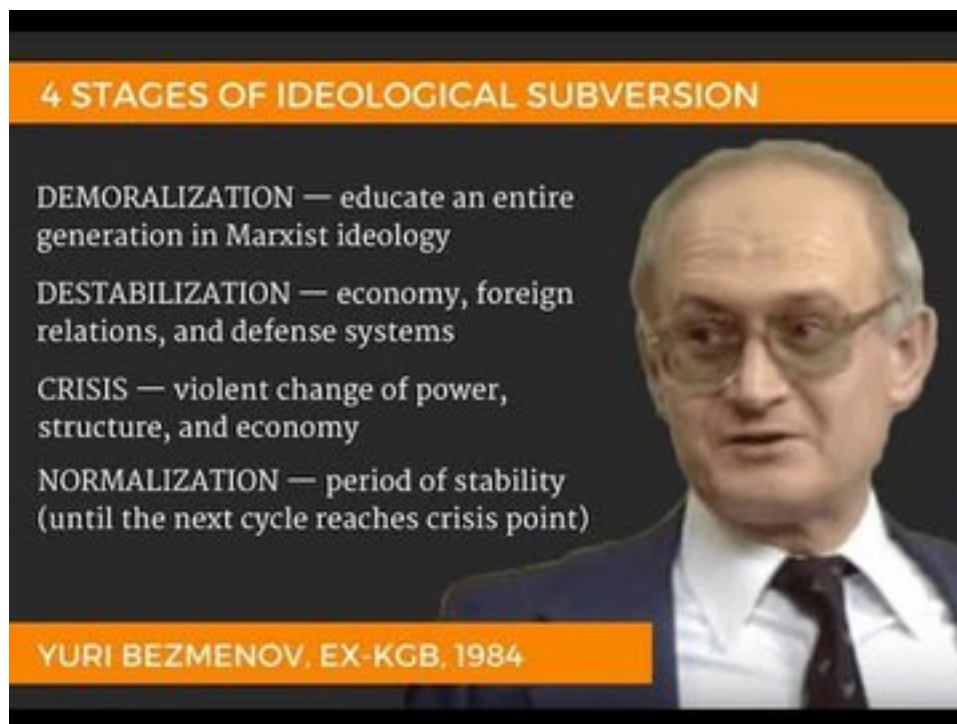 4 STAGES OF IDEOLOGICAL SUBVERSION
DEMORALIZATION — educate an entire
generation in Marxist ideology
DESTABILIZATION — economy, foreign
relations, and defense systems
CRISIS — violent change of power,
structure, and economy
NORMALIZATION — period of stability
(until the next cycle reaches crisis point)
YURI BEZMENOV, EX-KGB, 1984